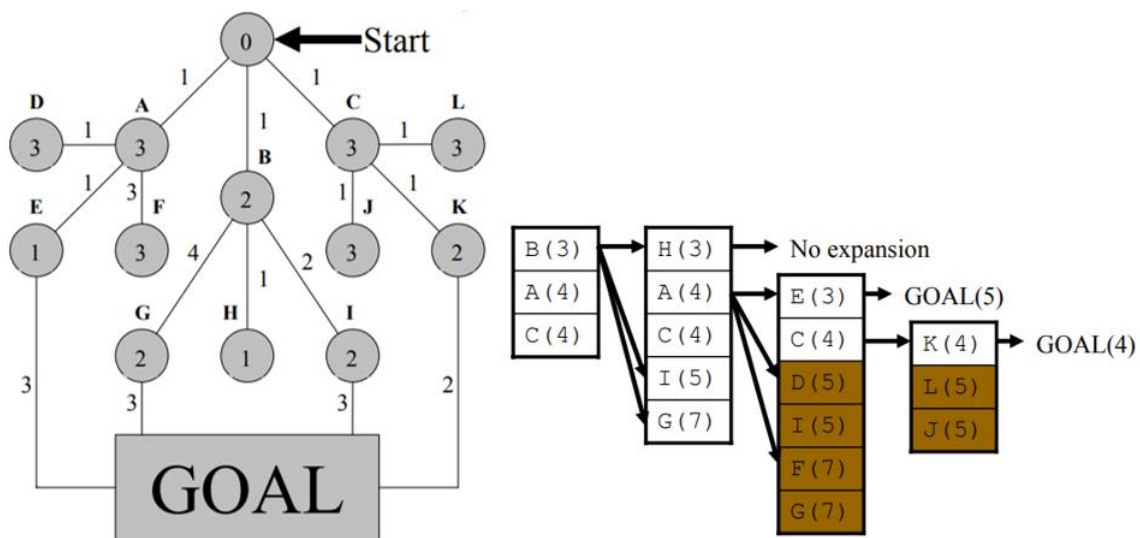 0
Start
1
1
1
D
A
C
L
3
1
3
3
1
3
1
B
2
1
3
1
1
E
F
J
K
1
3
3
2
4
1
2
G
H
I
2
1
2
3
3
3
2
GOAL
B(3)
A(4)
C(4)
H(3)
A(4)
C(4)
I(5)
G(7)
No expansion
E(3)
C(4)
D(5)
I(5)
F(7)
G(7)
GOAL(5)
K(4)
L(5)
J(5)
GOAL(4)